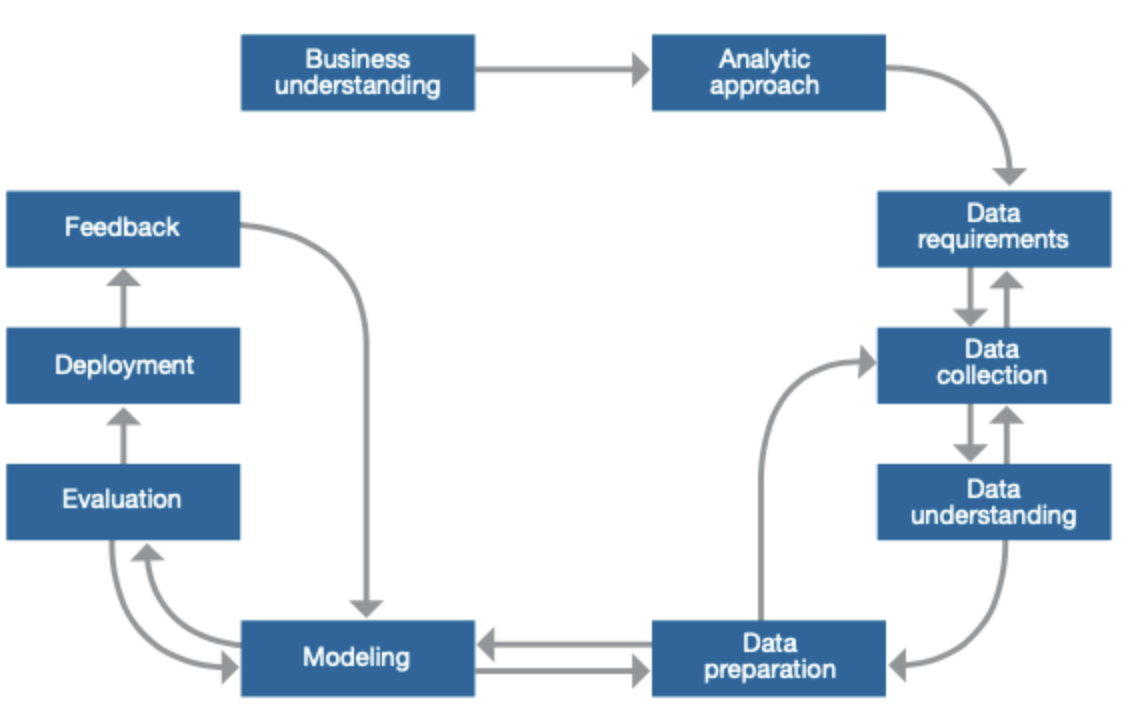 Business
understanding
Analytic
approach
Data
requirements
Data
collection
Data
understanding
Data
preparation
Modeling
Evaluation
Deployment
Feedback